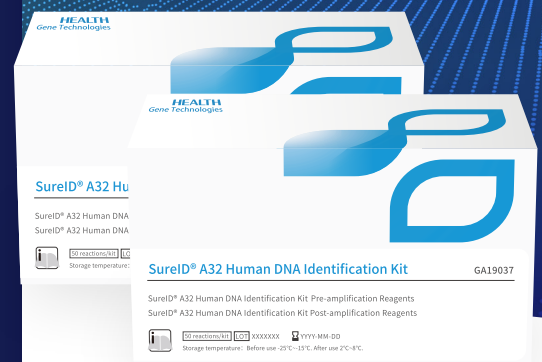 HEALTH
Gene Technologies
SureID® A32 Hu
SureID® A32 Human DNA
SureID® A32 Human DNA
50 reactions/kit LO
Storage temperature:
HEALTH
Gene Technologies
SureID® A32 Human DNA Identification Kit GA19037
SureID® A32 Human DNA Identification Kit Pre-amplification Reagents
SureID® A32 Human DNA Identification Kit Post-amplification Reagents
50 reactions/kit LOT XXXXXXX YYYY-MM-DD
Storage temperature: Before use -25°C~-15°C. After use 2°C~8°C.